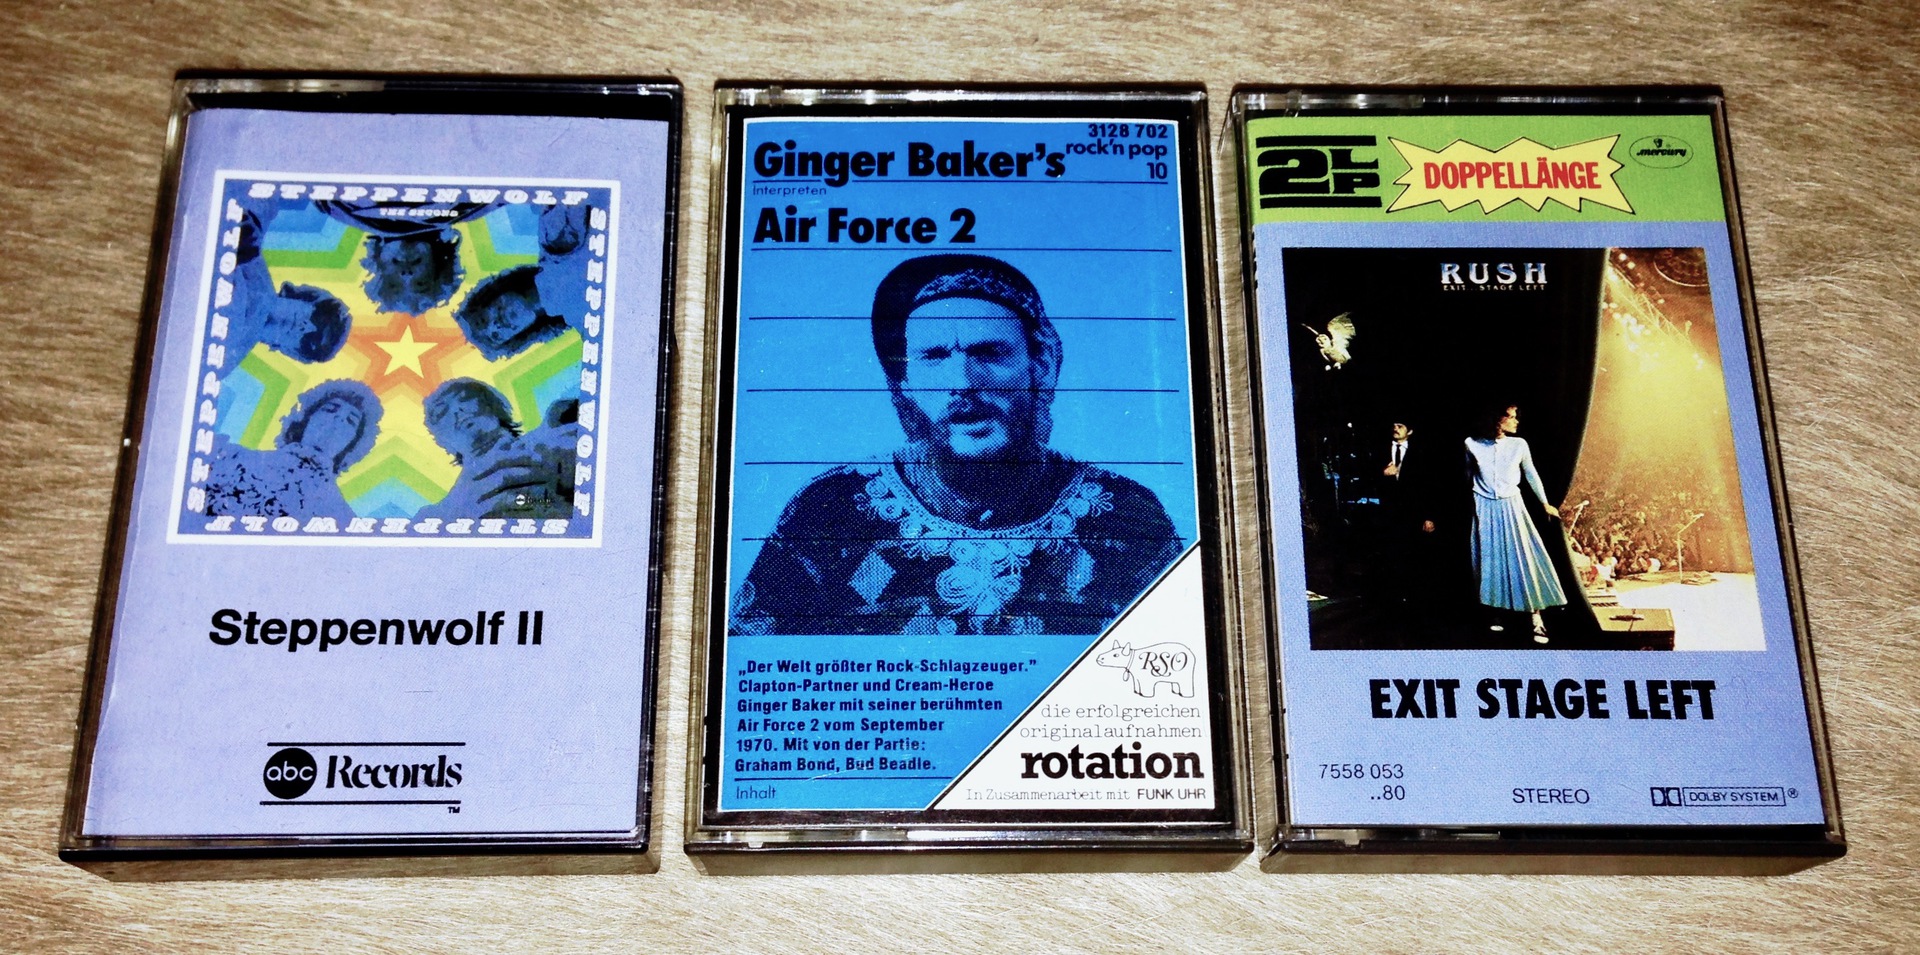 STEPPENWOLF
THE SECOND
STEPPENWOLF
STEPPENWOLF
STEPPENWOLF
Steppenwolf II
abc Records
TM
3128 702
Ginger Baker's rock'n pop
10
Interpreten
Air Force 2
„Der Welt größter Rock-Schlagzeuger.”
Clapton-Partner und Cream-Heroe
Ginger Baker mit seiner berühmten
Air Force 2 vom September
1970. Mit von der Partie:
Graham Bond, Bud Beadle.
Inhalt
RSO
die erfolgreichen
originalaufnahmen
rotation
In Zusammenarbeit mit FUNK UHR
2LP DOPPELLÄNGE mercury
RUSH
EXIT...STAGE LEFT
EXIT STAGE LEFT
7558 053
..80
STEREO
DOLBY SYSTEM ®